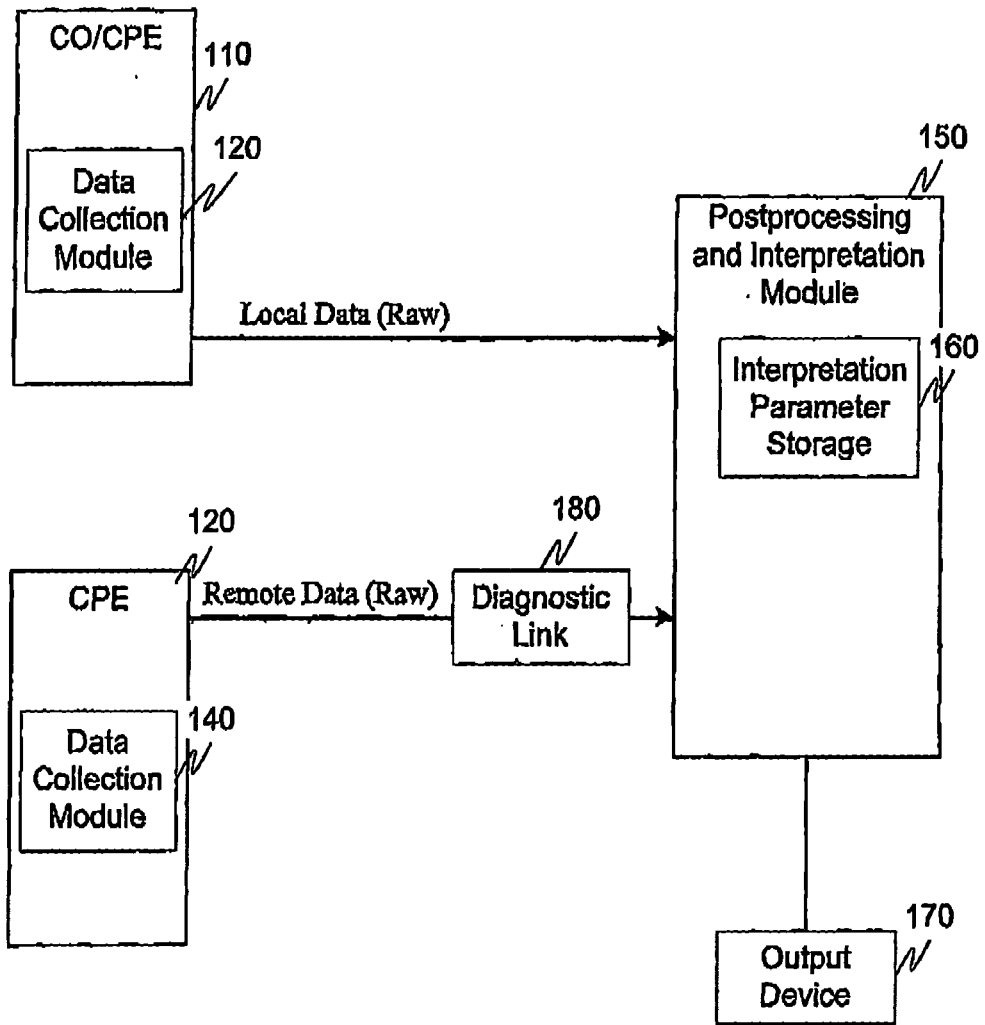 CO/CPE
110
120
Data
Collection
Module
Local Data (Raw)
150
Postprocessing
and Interpretation
Module
160
Interpretation
Parameter
Storage
120
CPE
Remote Data (Raw)
180
Diagnostic
Link
140
Data
Collection
Module
170
Output
Device